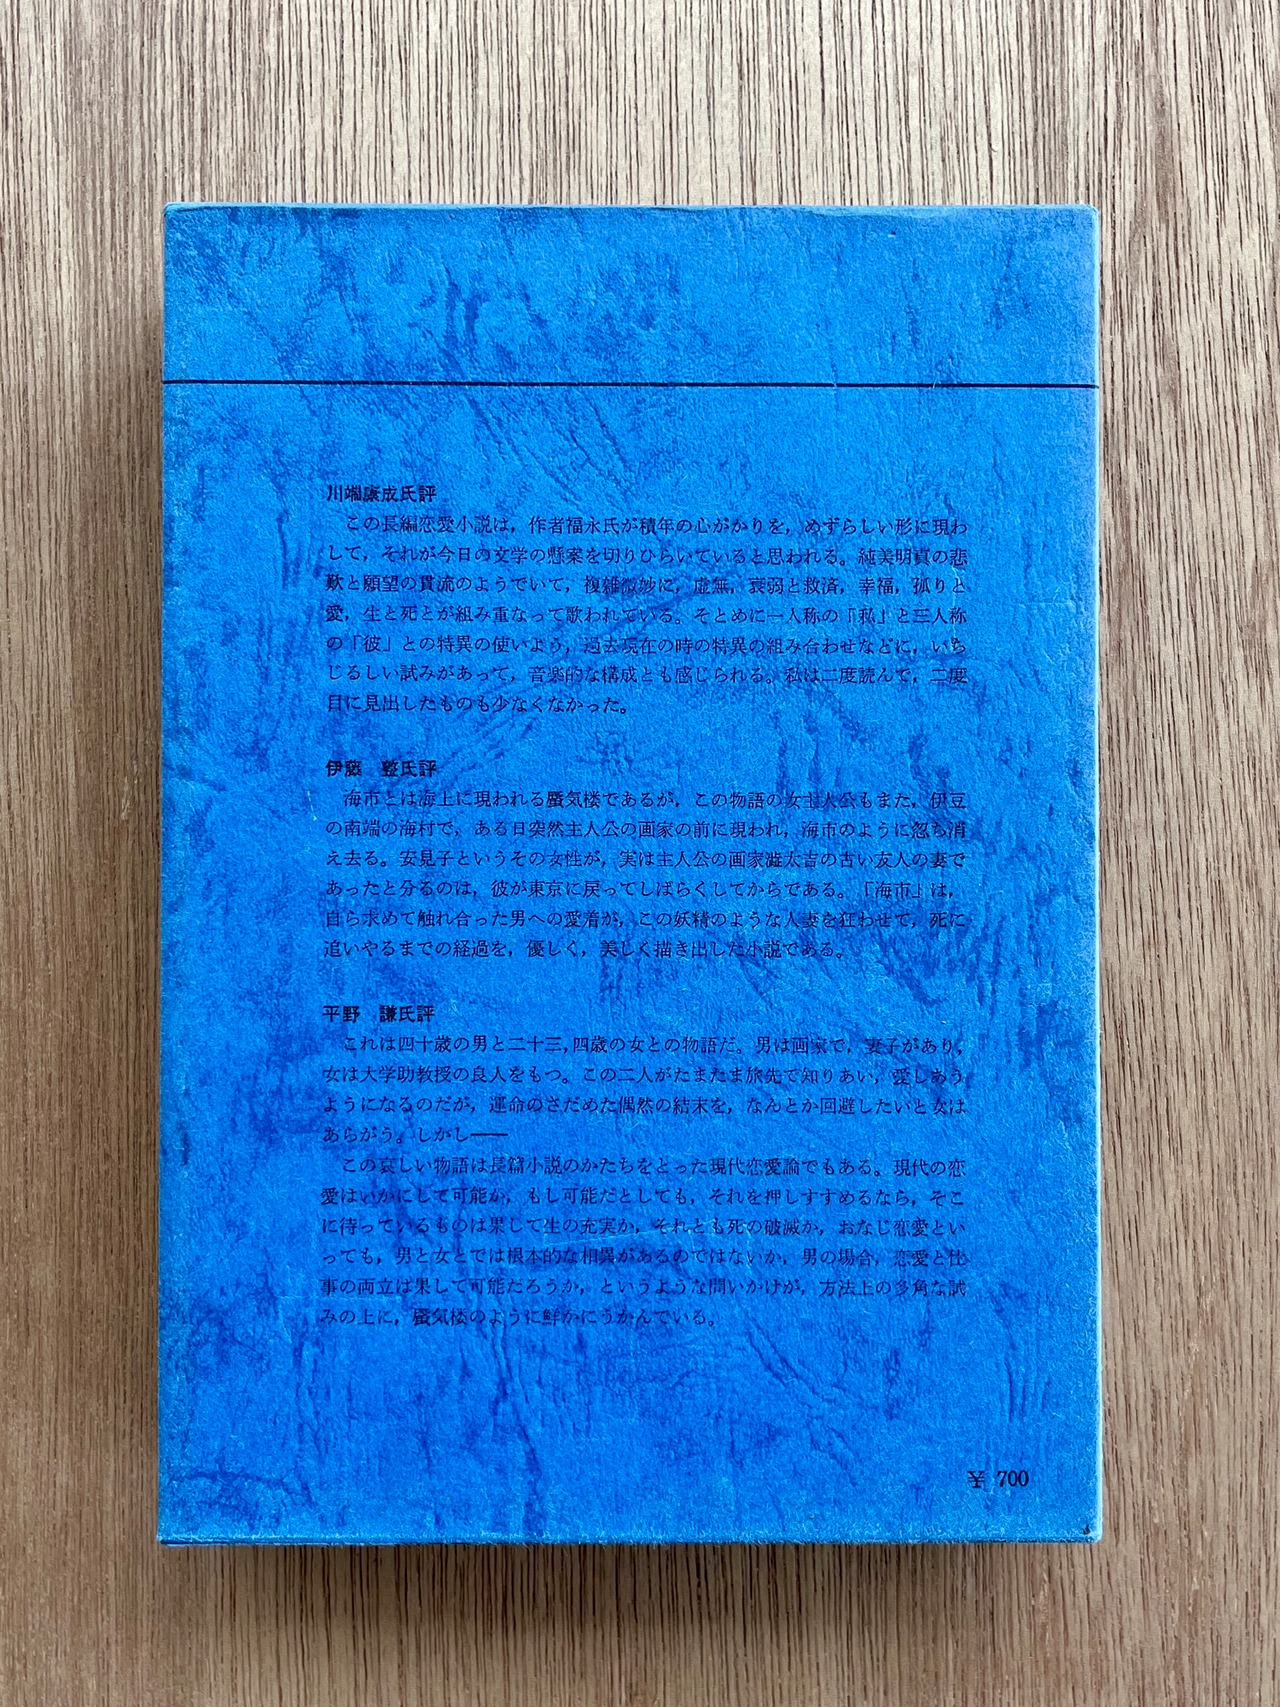 川端康成氏評
この長編恋愛小説は，作者福永氏が積年の心がかりを，めずらしい形に現わ
して，それが今日の文学の懸案を切りひらいていると思われる。純美明貞の悲
歎と願望の貫流のようでいて，複雑微妙に，虚無，衰弱と救済，幸福，孤りと
愛，生と死とが組み重なって歌われている。そとめに一人称の「私」と三人称
の「彼」との特異の使いよう，過去現在の時の特異の組み合わせなどに，いち
じるしい試みがあって，音楽的な構成とも感じられる。私は二度読んで，二度
目に見出したものも少なくなかった。
伊藤　整氏評
海市とは海上に現われる蜃気楼であるが，この物語の女主人公もまた，伊豆
の南端の海村で，ある日突然主人公の画家の前に現われ，海市のように忽ち消
え去る。安見子というその女性が，実は主人公の画家澁太吉の古い友人の妻で
あったと分るのは，彼が東京に戻ってしばらくしてからである。「海市」は，
自ら求めて触れ合った男への愛着が，この妖精のような人妻を狂わせて，死に
追いやるまでの経過を，優しく，美しく描き出した小説である。
平野　謙氏評
これは四十歳の男と二十三，四歳の女との物語だ。男は画家で，妻子があり，
女は大学助教授の良人をもつ。この二人がたまたま旅先で知りあい，愛しあう
ようになるのだが，運命のさだめた偶然の結末を，なんとか回避したいと女は
あらがう。しかし――
この哀しい物語は長篇小説のかたちをとった現代恋愛論でもある。現代の恋
愛はいかにして可能か，もし可能だとしても，それを押しすすめるなら，そこ
に待っているものは果して生の充実か，それとも死の破滅か，おなじ恋愛とい
っても，男と女とでは根本的な相異があるのではないか，男の場合，恋愛と仕
事の両立は果して可能だろうか，というような問いかけが，方法上の多角な試
みの上に，蜃気楼のように鮮かにうかんでいる。
¥ 700